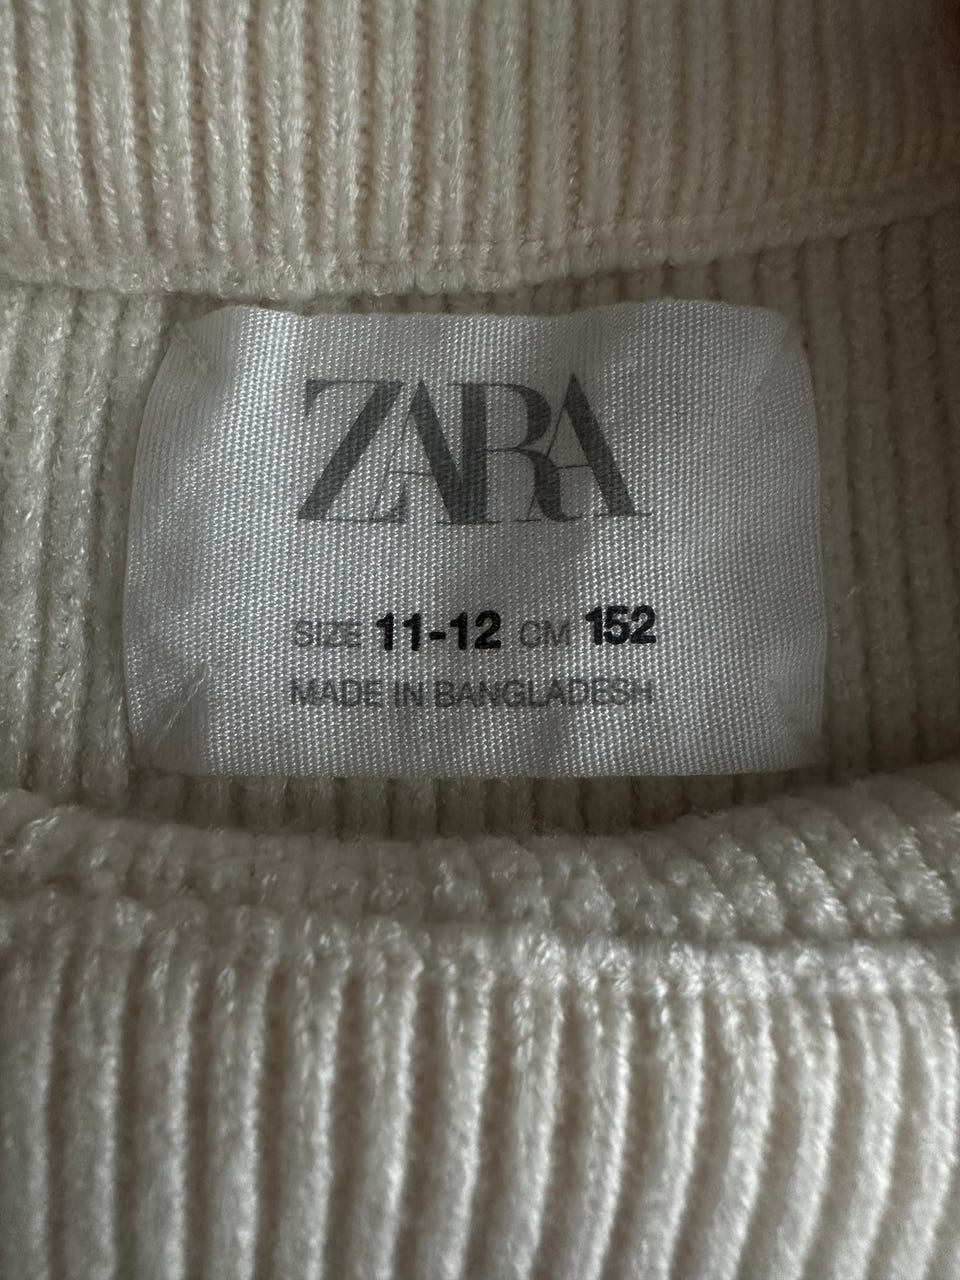 ZARA
SIZE 11-12 CM 152
MADE IN BANGLADESH